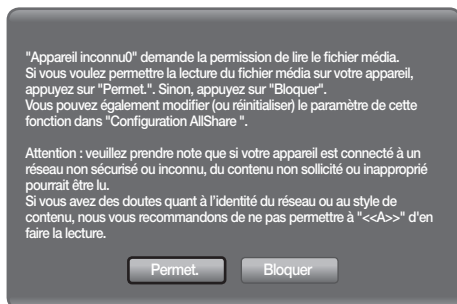 "Appareil inconnu0" demande la permission de lire le fichier média.
Si vous voulez permettre la lecture du fichier média sur votre appareil,
appuyez sur "Permet.". Sinon, appuyez sur "Bloquer".
Vous pouvez également modifier (ou réinitialiser) le paramètre de cette
fonction dans "Configuration AllShare ".
Attention : veuillez prendre note que si votre appareil est connecté à un
réseau non sécurisé ou inconnu, du contenu non sollicité ou inapproprié
pourrait être lu.
Si vous avez des doutes quant à l'identité du réseau ou au style de
contenu, nous vous recommandons de ne pas permettre à "<<A>>" d'en
faire la lecture.
Permet. Bloquer